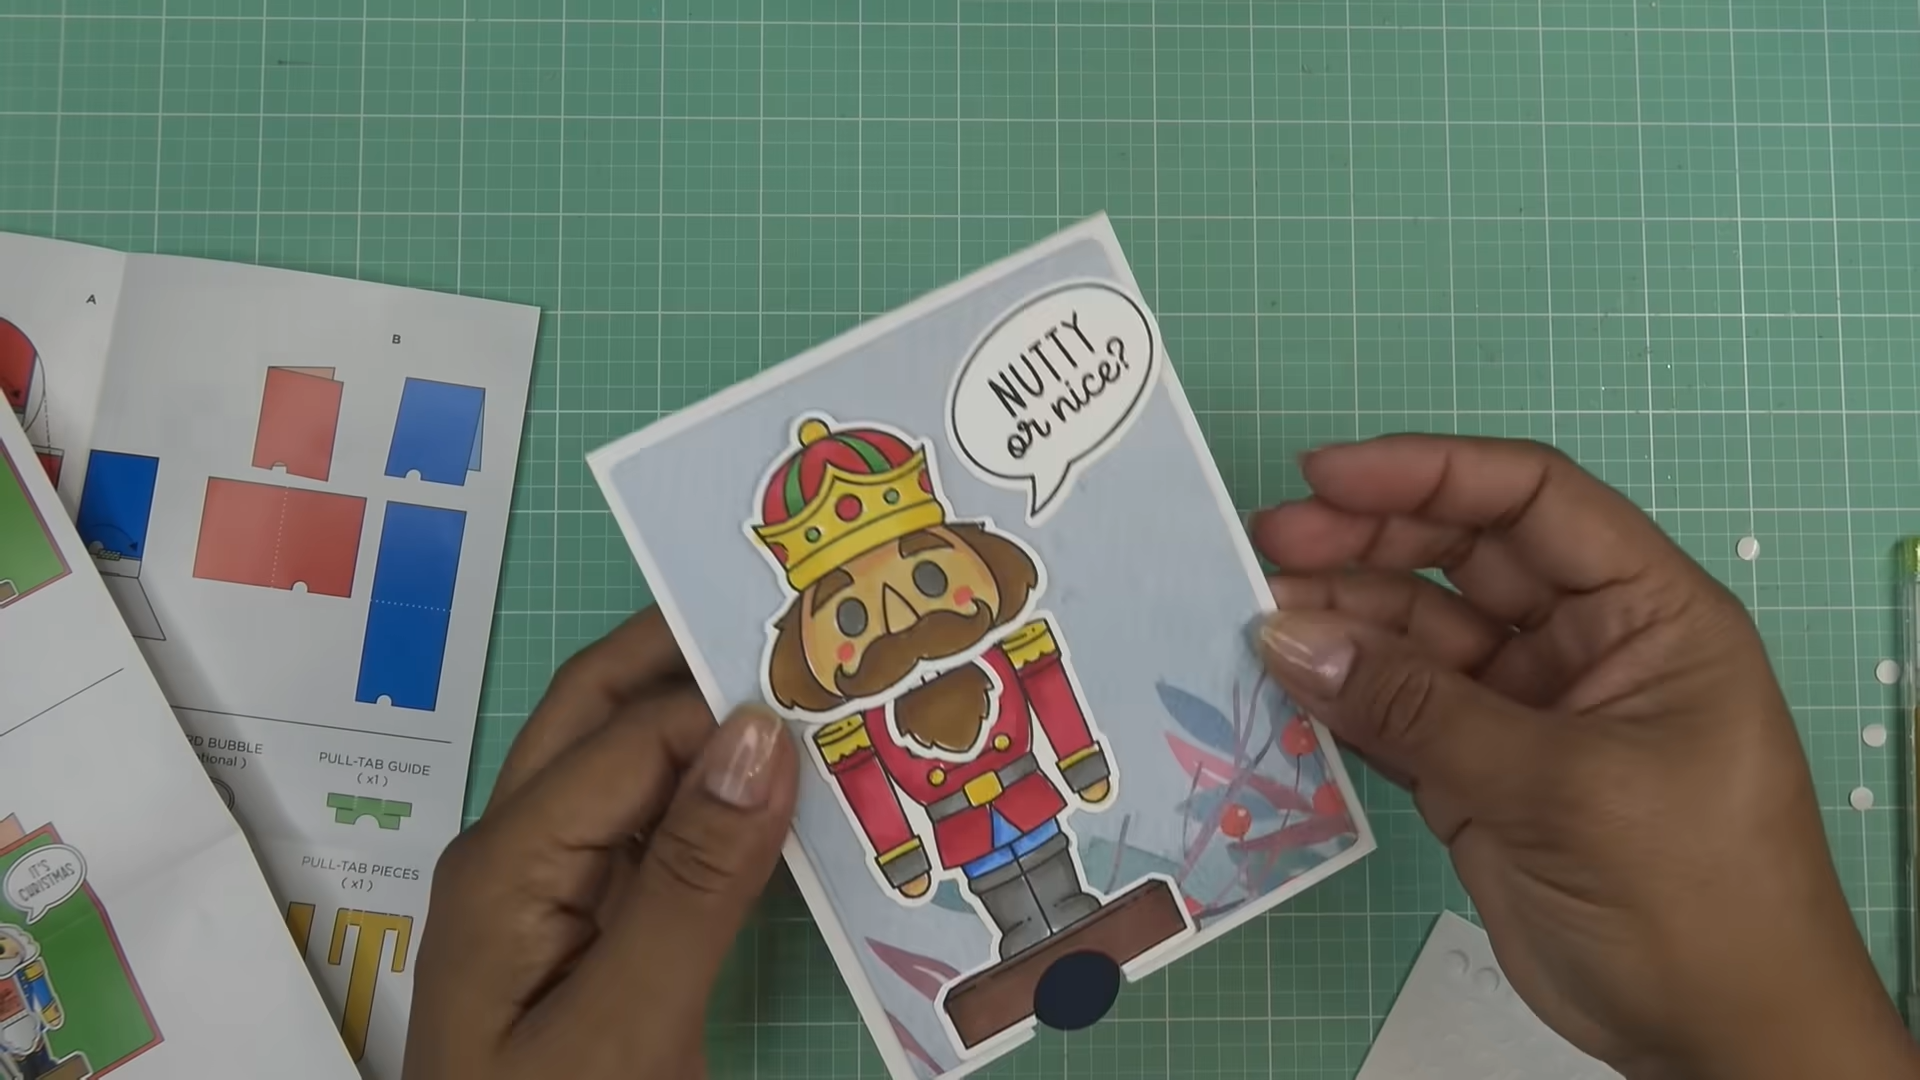 NUTTY
or nice?
A
B
RD BUBBLE
tional )
PULL-TAB GUIDE
( x1 )
PULL-TAB PIECES
( x1 )
IT'S
CHRISTMAS